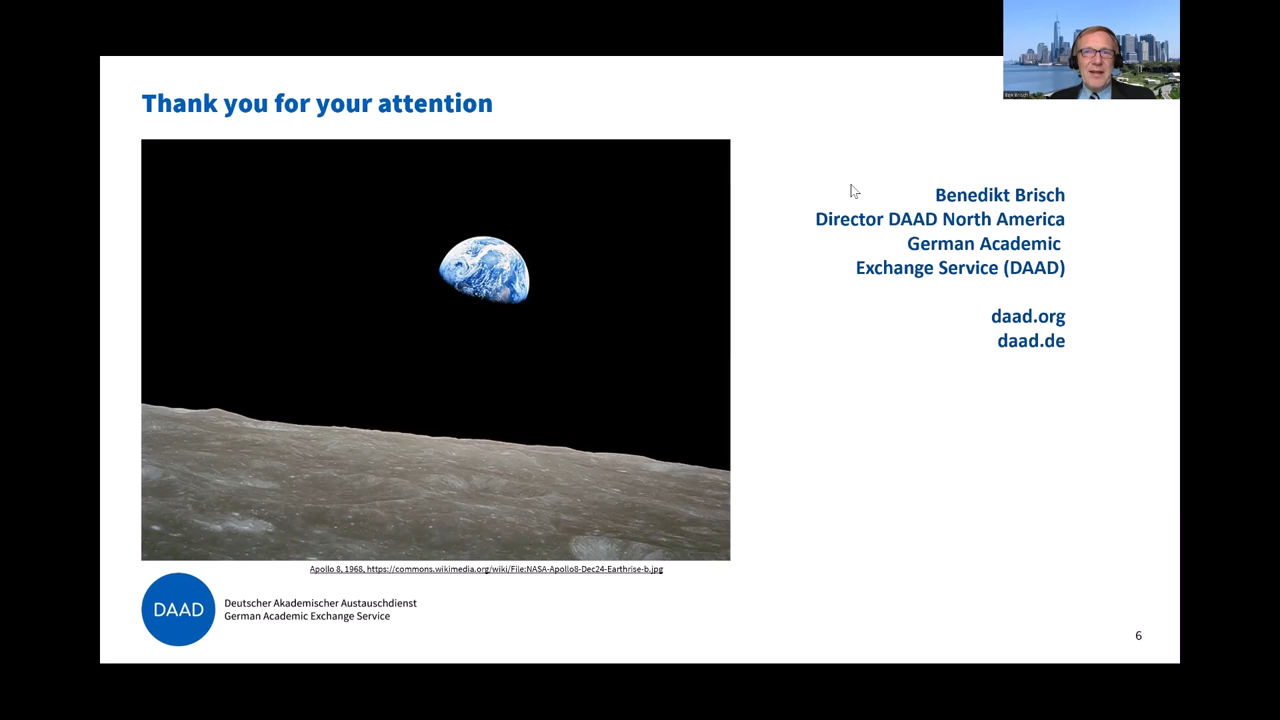 Thank you for your attention
Ben Brisch
Benedikt Brisch
Director DAAD North America
German Academic
Exchange Service (DAAD)
daad.org
daad.de
Apollo 8, 1968, https://commons.wikimedia.org/wiki/File:NASA-Apollo8-Dec24-Earthrise-b.jpg
DAAD
Deutscher Akademischer Austauschdienst
German Academic Exchange Service
6